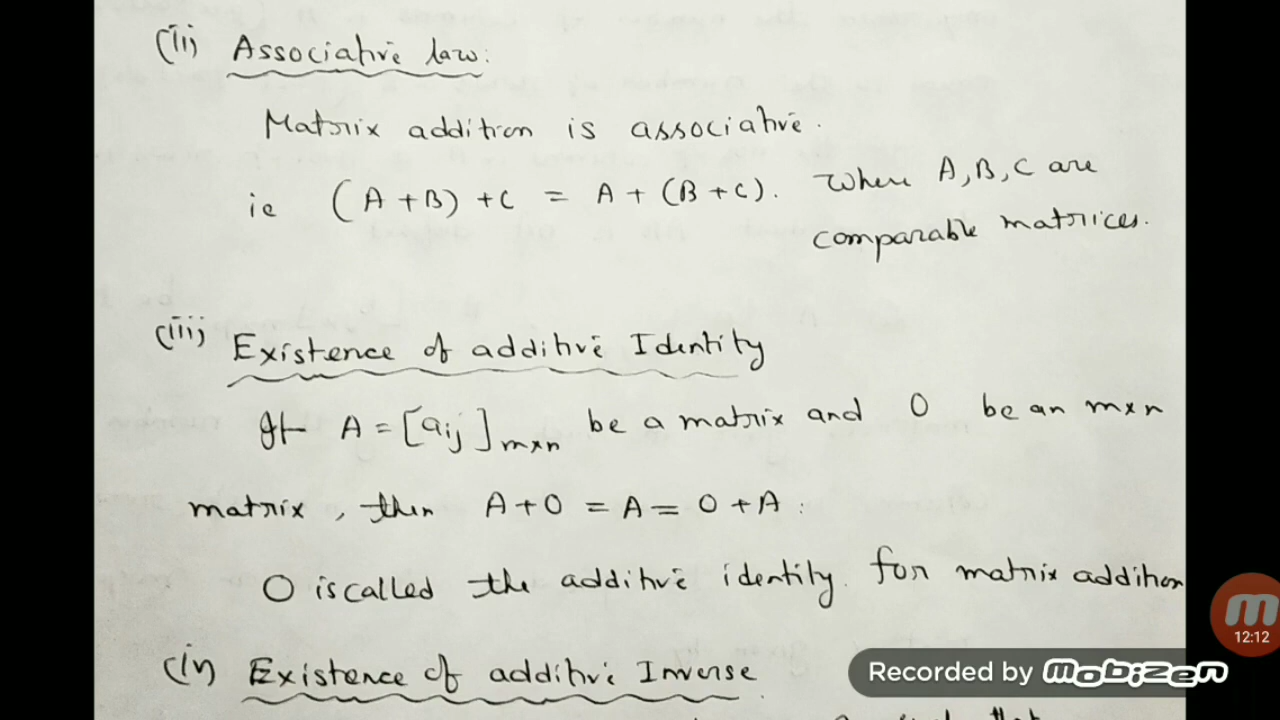 (ii) Associative law:
Matrix addition is associative.
ie (A+B)+C = A+(B+C). Where A, B, C are
comparable matrices.
(iii) Existence of additive Identity
If A = [aij]m×n be a matrix and O be an m×n
matrix, then A+O = A = O+A.
O is called the additive identity for matrix addition
(iv) Existence of additive Inverse
that
Recorded by mobizen
12:12